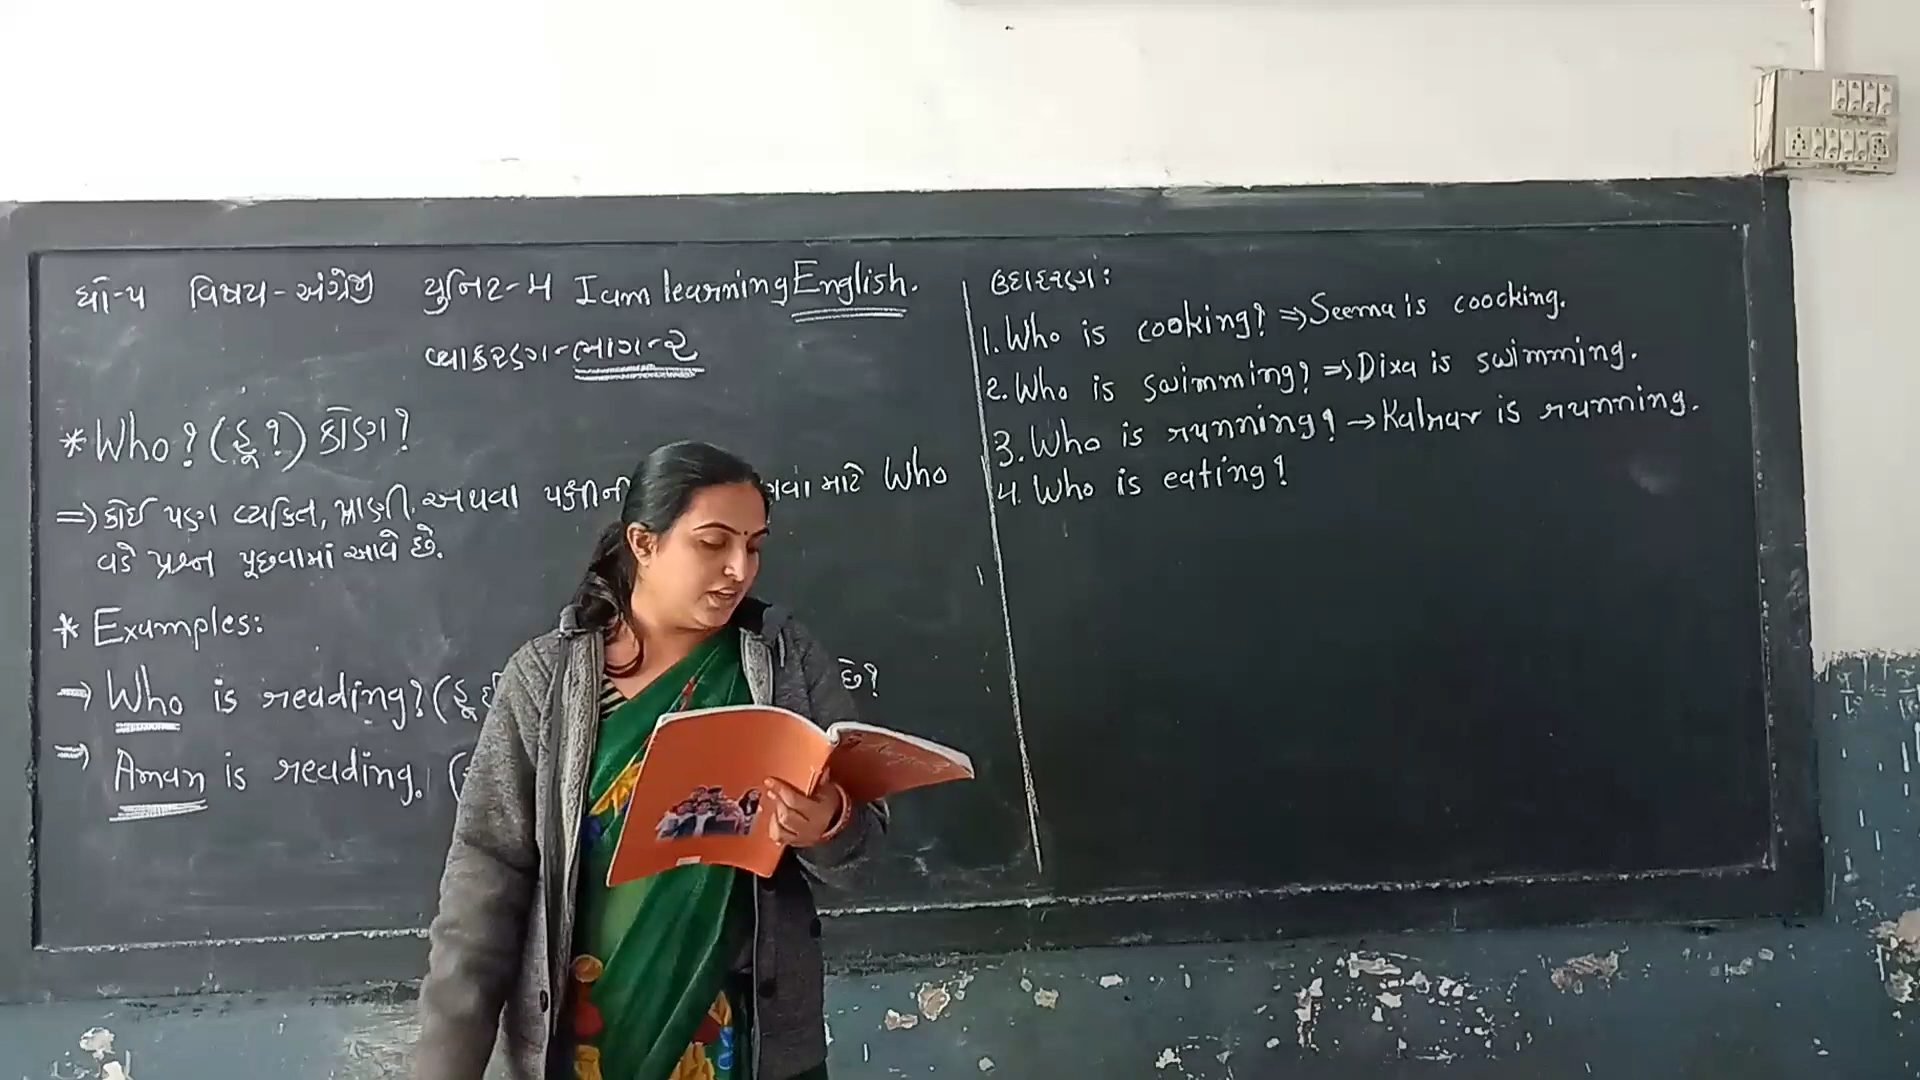 ધો-૫ વિષય-અંગ્રેજી યુનિટ-૫ I am learning English.
વ્યાકરણ-ભાગ-૨
* Who? (હૂ?) કોણ?
=> કોઈ પણ વ્યક્તિ, પ્રાણી અથવા પક્ષીની માટે Who
વડે પ્રશ્ન પૂછવામાં આવે છે.
* Examples:
→ Who is reading? (હૂ છે?
⇒ Aman is reading. (
ઉદાહરણ:
1. Who is cooking? ⇒ Seema is coocking.
2. Who is swimming? ⇒ Dixa is swimming.
3. Who is running? → is running.
4. Who is eating?